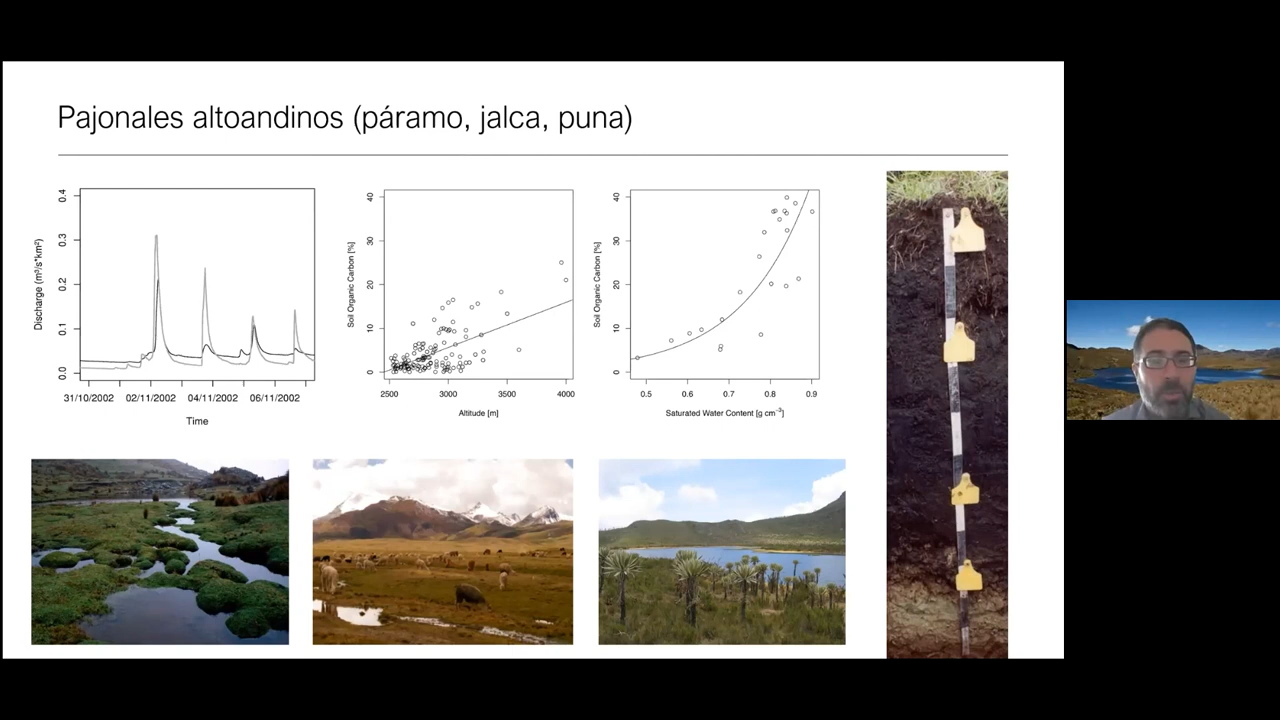 Pajonales altoandinos (páramo, jalca, puna)
Discharge (m³/s*km²)
0.4
0.3
0.2
0.1
0.0
31/10/2002 02/11/2002 04/11/2002 06/11/2002
Time
Soil Organic Carbon [%]
40
30
20
10
0
2500 3000 3500 4000
Altitude [m]
Soil Organic Carbon [%]
40
30
20
10
0
0.5 0.6 0.7 0.8 0.9
Saturated Water Content [g cm⁻³]